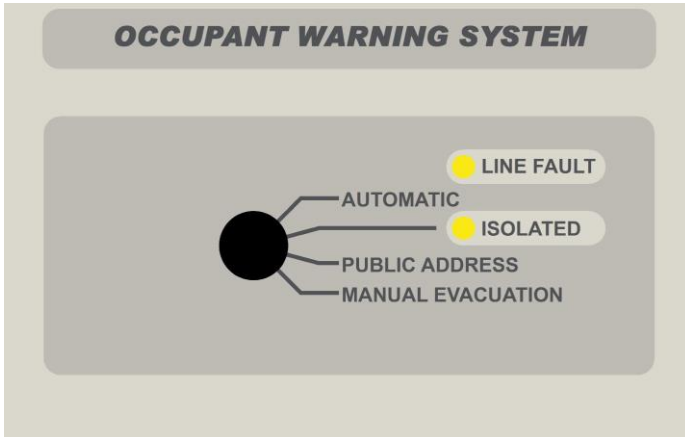 OCCUPANT WARNING SYSTEM
LINE FAULT
AUTOMATIC
ISOLATED
PUBLIC ADDRESS
MANUAL EVACUATION